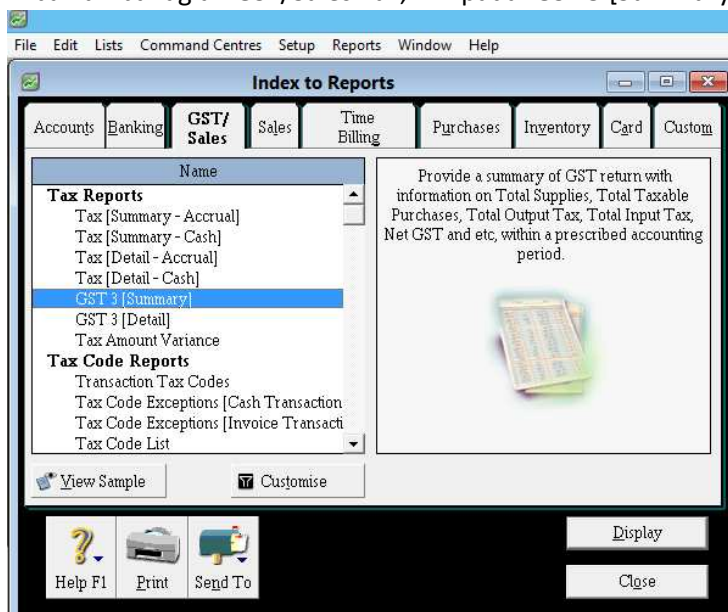 File Edit Lists Command Centres Setup Reports Window Help
Index to Reports
Accounts Banking GST/ Sales Sales Time Billing Purchases Inventory Card Custom
Name
Tax Reports
Tax [Summary - Accrual]
Tax [Summary - Cash]
Tax [Detail - Accrual]
Tax [Detail - Cash]
GST 3 [Summary]
GST 3 [Detail]
Tax Amount Variance
Tax Code Reports
Transaction Tax Codes
Tax Code Exceptions [Cash Transaction
Tax Code Exceptions [Invoice Transacti
Tax Code List
Provide a summary of GST return with
information on Total Supplies, Total Taxable
Purchases, Total Output Tax, Total Input Tax,
Net GST and etc, within a prescribed accounting
period.
View Sample Customise
Help F1 Print Send To
Display
Close